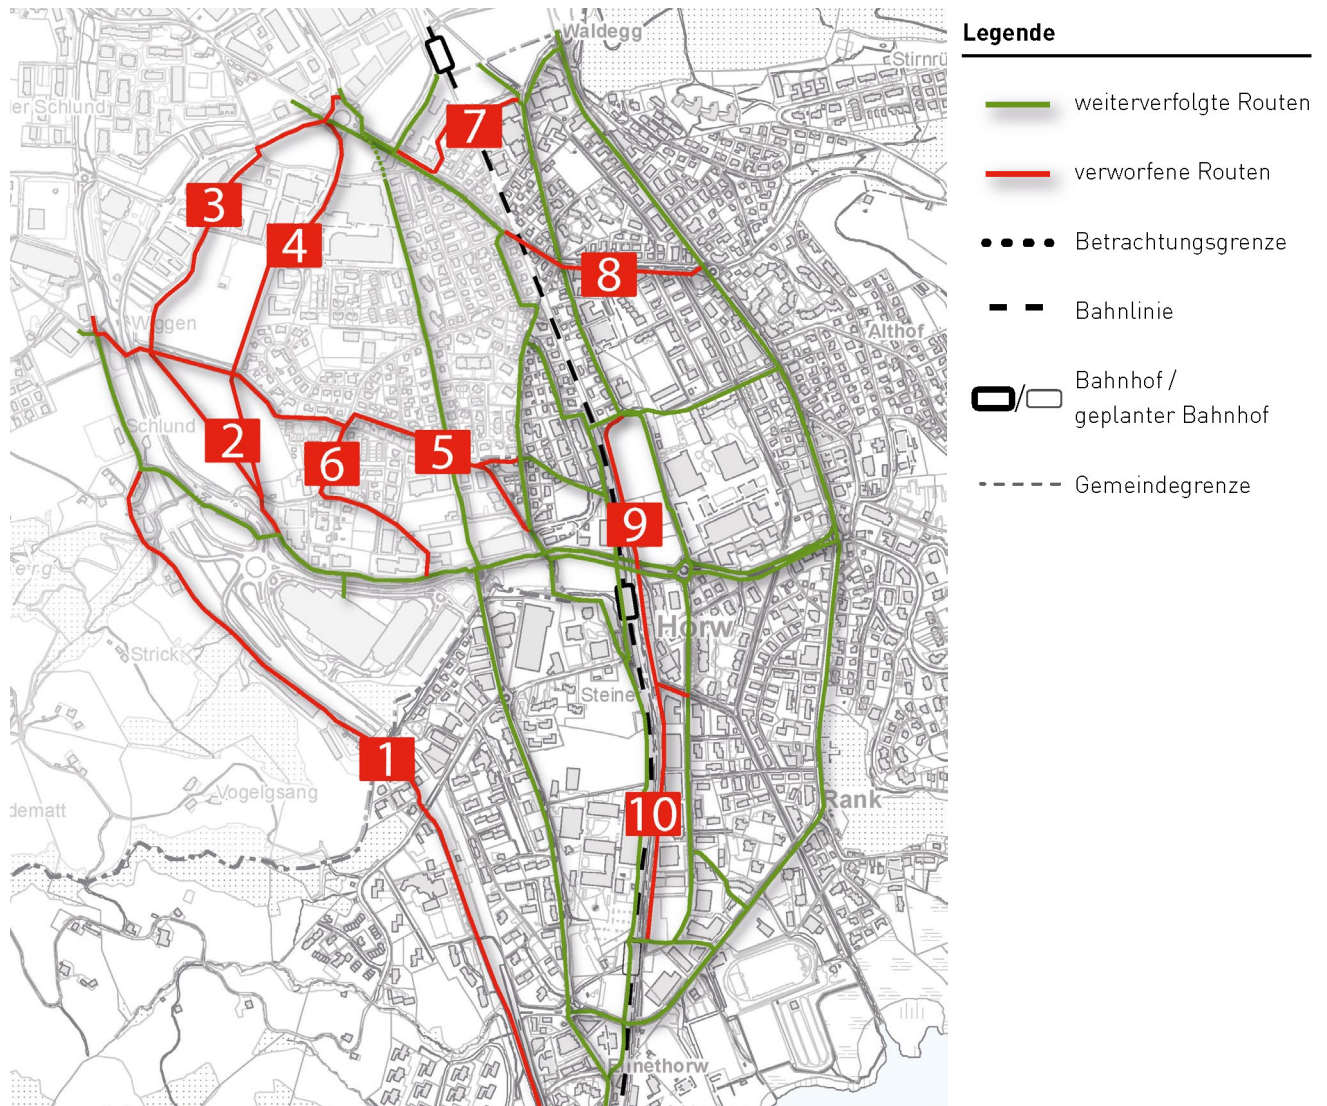 Waldegg
Stirnrü
er Schlund
7
3
4
8
Wiggen
Althof
Schlund
2
6
5
9
Horw
Strick
Steine
1
Vogelgsang
dematt
Rank
10
Ennethorw
Legende
weiterverfolgte Routen
verworfene Routen
Betrachtungsgrenze
Bahnlinie
/
Bahnhof /
geplanter Bahnhof
Gemeindegrenze